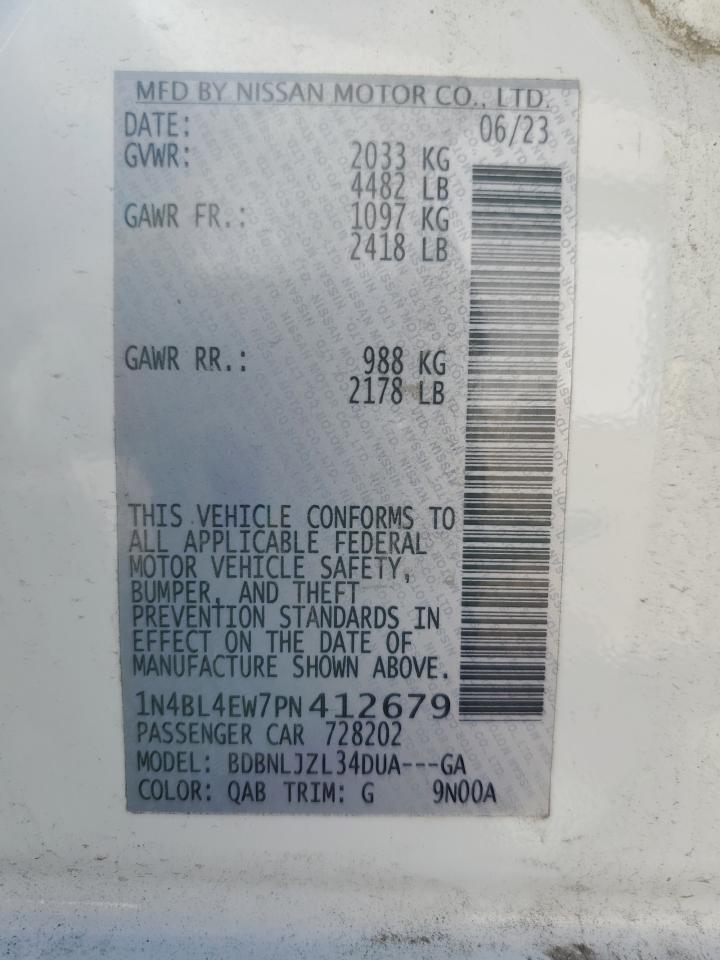 MFD BY NISSAN MOTOR CO., LTD.
DATE: 06/23
GVWR: 2033 KG
4482 LB
GAWR FR.: 1097 KG
2418 LB
GAWR RR.: 988 KG
2178 LB
THIS VEHICLE CONFORMS TO
ALL APPLICABLE FEDERAL
MOTOR VEHICLE SAFETY,
BUMPER, AND THEFT
PREVENTION STANDARDS IN
EFFECT ON THE DATE OF
MANUFACTURE SHOWN ABOVE.
1N4BL4EW7PN412679
PASSENGER CAR 728202
MODEL: BDBNLJZL34DUA---GA
COLOR: QAB TRIM: G 9N00A